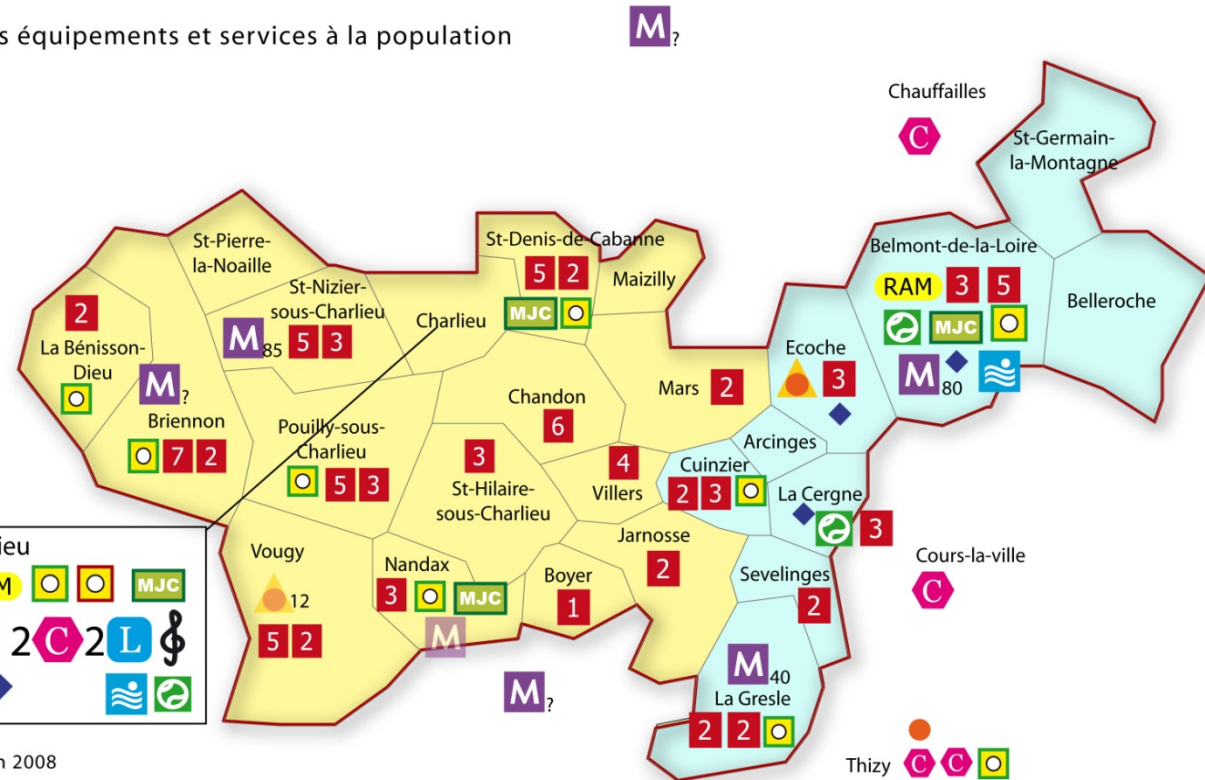 s équipements et services à la population
M ?
Chauffailles
C
St-Germain-
la-Montagne
St-Pierre-
la-Noaille
St-Denis-de-Cabanne
5 2
MJC
Maizilly
Belmont-de-la-Loire
RAM 3 5
MJC
M 80
Belleroche
2
La Bénisson-
Dieu
St-Nizier-
sous-Charlieu
M 85 5 3
Charlieu
M ?
Briennon
7 2
Pouilly-sous-
Charlieu
5 3
Chandon
6
Mars 2
Ecoche
3
Arcinges
3
St-Hilaire-
sous-Charlieu
4
Villers
Cuinzier
2 3
La Cergne
3
Vougy
12
5 2
Nandax
3 MJC
M
Boyer
1
Jarnosse
2
Sevelinges
2
Cours-la-ville
C
M ?
M 40
La Gresle
2 2
ieu
M MJC
2 C 2 L
n 2008
Thizy C C